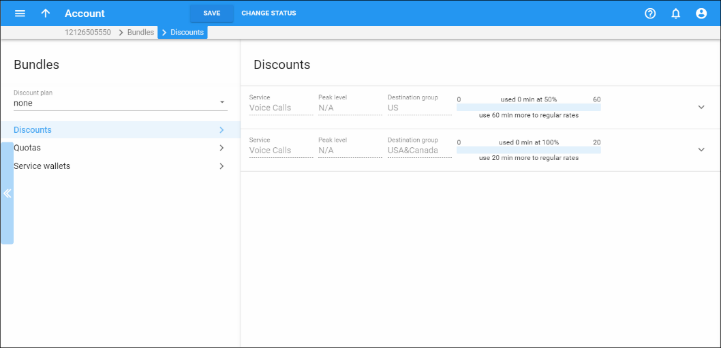 Account SAVE CHANGE STATUS
12126505550 Bundles Discounts
Bundles
Discount plan
none
Discounts
Quotas
Service wallets
Discounts
Service Peak level Destination group 0 used 0 min at 50% 60
Voice Calls N/A US
use 60 min more to regular rates
Service Peak level Destination group 0 used 0 min at 100% 20
Voice Calls N/A USA&Canada
use 20 min more to regular rates